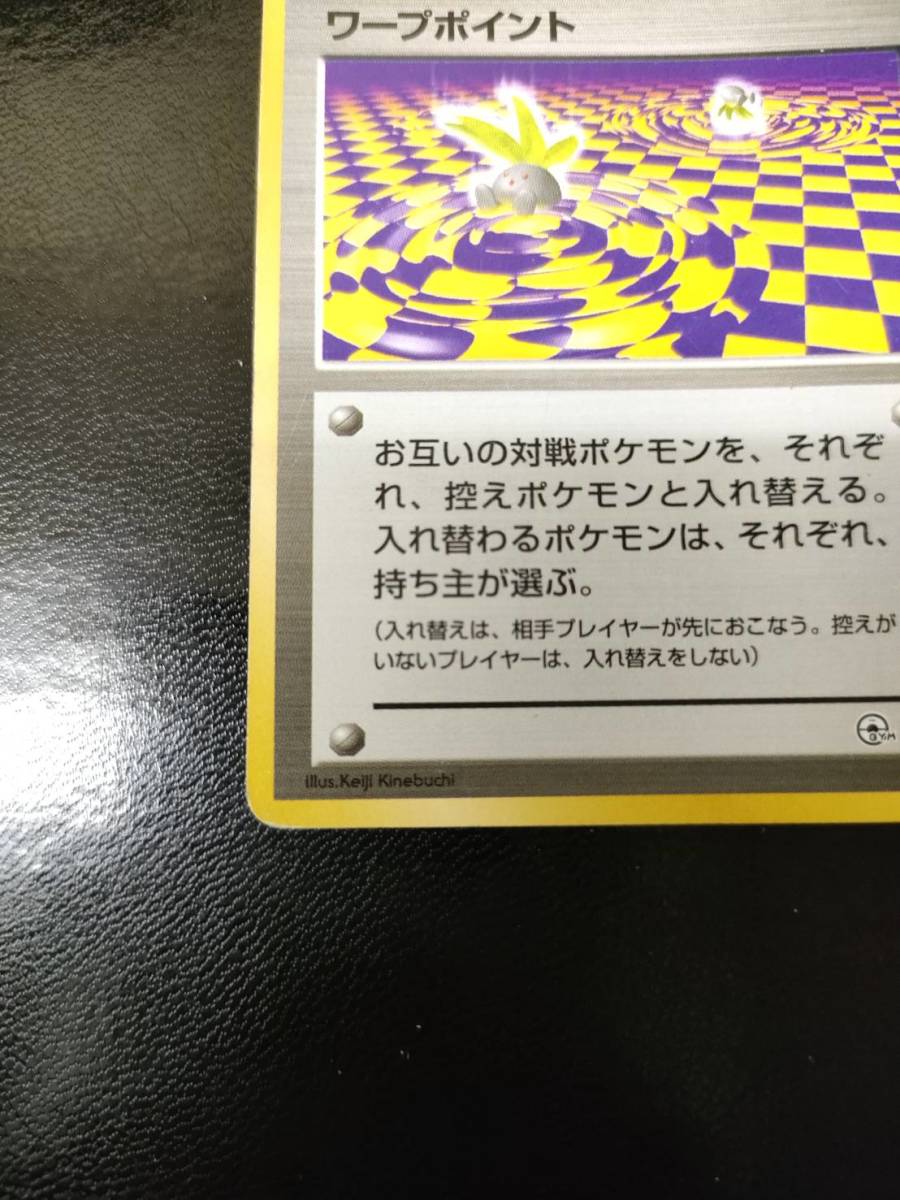 ワープポイント
お互いの対戦ポケモンを、それぞ
れ、控えポケモンと入れ替える。
入れ替わるポケモンは、それぞれ、
持ち主が選ぶ。
（入れ替えは、相手プレイヤーが先におこなう。控えが
いないプレイヤーは、入れ替えをしない）
GYM
Illus.Keiji Kinebuchi